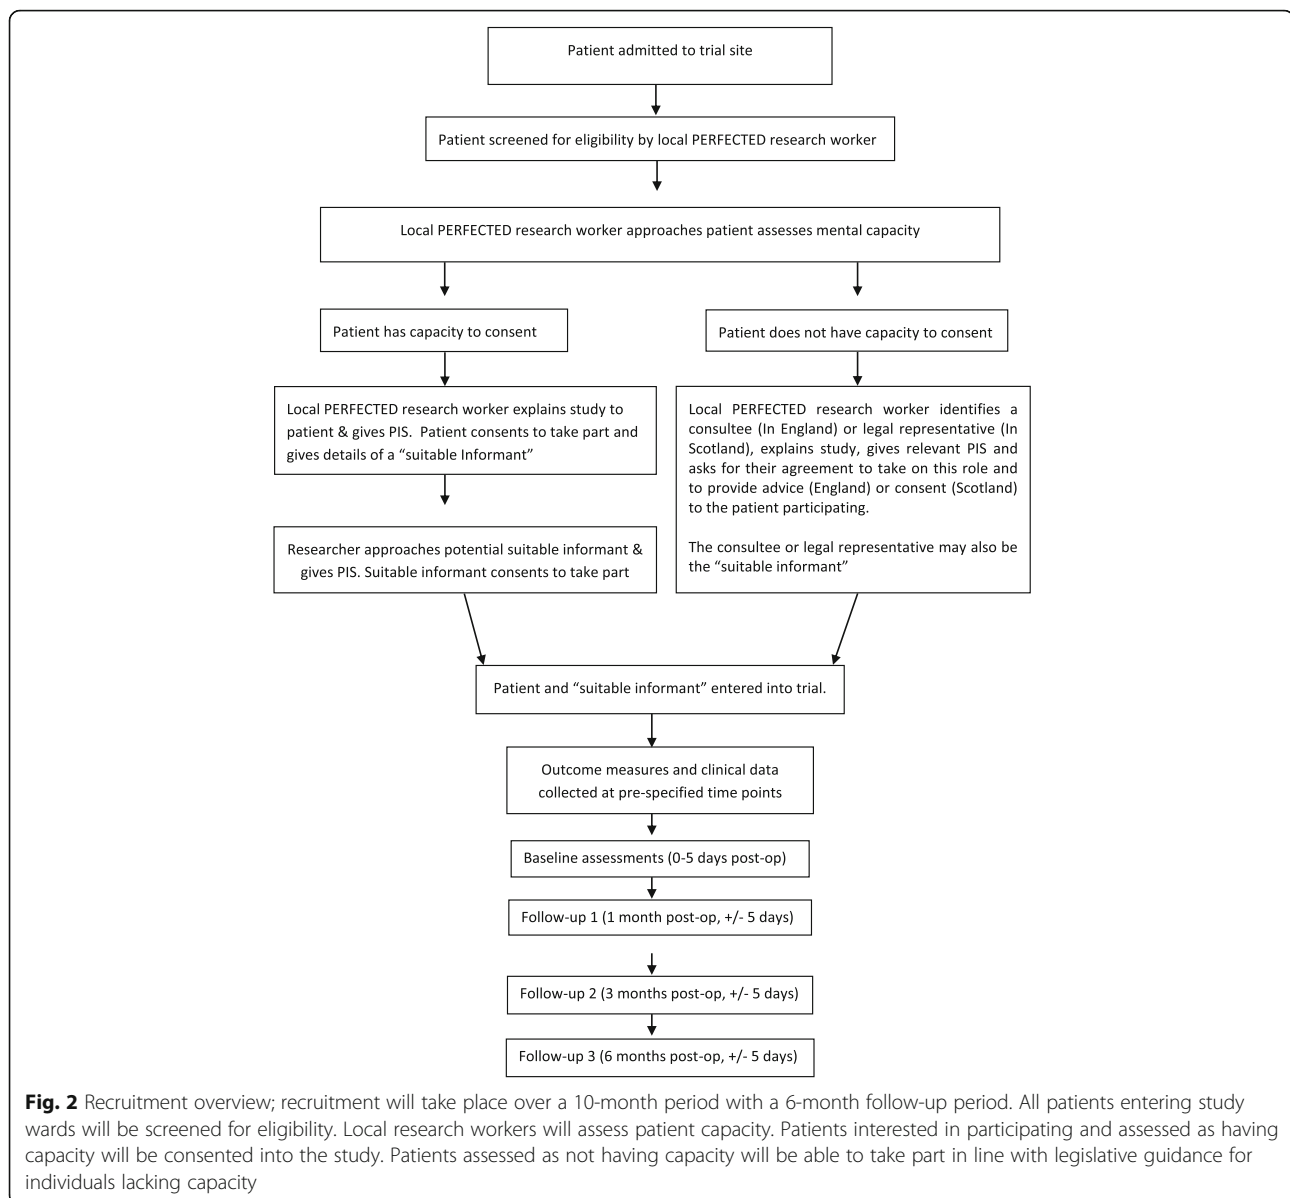 Patient admitted to trial site
Patient screened for eligibility by local PERFECTED research worker
Local PERFECTED research worker approaches patient assesses mental capacity
Patient has capacity to consent
Patient does not have capacity to consent
Local PERFECTED research worker explains study to
patient & gives PIS. Patient consents to take part and
gives details of a “suitable Informant”
Local PERFECTED research worker identifies a
consultee (In England) or legal representative (In
Scotland), explains study, gives relevant PIS and
asks for their agreement to take on this role and
to provide advice (England) or consent (Scotland)
to the patient participating.
The consultee or legal representative may also be
the “suitable informant”
Researcher approaches potential suitable informant &
gives PIS. Suitable informant consents to take part
Patient and “suitable informant” entered into trial.
Outcome measures and clinical data
collected at pre-specified time points
Baseline assessments (0-5 days post-op)
Follow-up 1 (1 month post-op, +/- 5 days)
Follow-up 2 (3 months post-op, +/- 5 days)
Follow-up 3 (6 months post-op, +/- 5 days)
Fig. 2 Recruitment overview; recruitment will take place over a 10-month period with a 6-month follow-up period. All patients entering study
wards will be screened for eligibility. Local research workers will assess patient capacity. Patients interested in participating and assessed as having
capacity will be consented into the study. Patients assessed as not having capacity will be able to take part in line with legislative guidance for
individuals lacking capacity